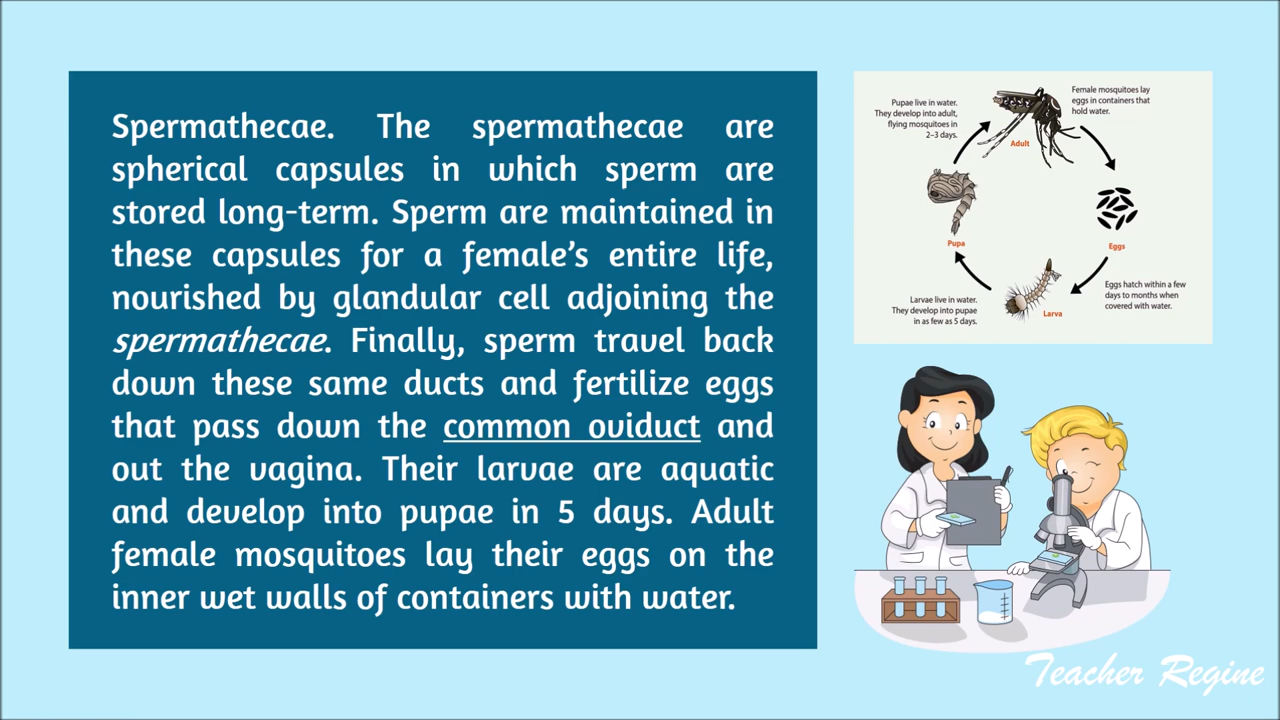 Spermathecae. The spermathecae are
spherical capsules in which sperm are
stored long-term. Sperm are maintained in
these capsules for a female's entire life,
nourished by glandular cell adjoining the
spermathecae. Finally, sperm travel back
down these same ducts and fertilize eggs
that pass down the common oviduct and
out the vagina. Their larvae are aquatic
and develop into pupae in 5 days. Adult
female mosquitoes lay their eggs on the
inner wet walls of containers with water.
Pupae live in water.
They develop into adult,
flying mosquitoes in
2–3 days.
Adult
Female mosquitoes lay
eggs in containers that
hold water.
Pupa
Eggs
Larvae live in water.
They develop into pupae
in as few as 5 days.
Larva
Eggs hatch within a few
days to months when
covered with water.
Teacher Regine